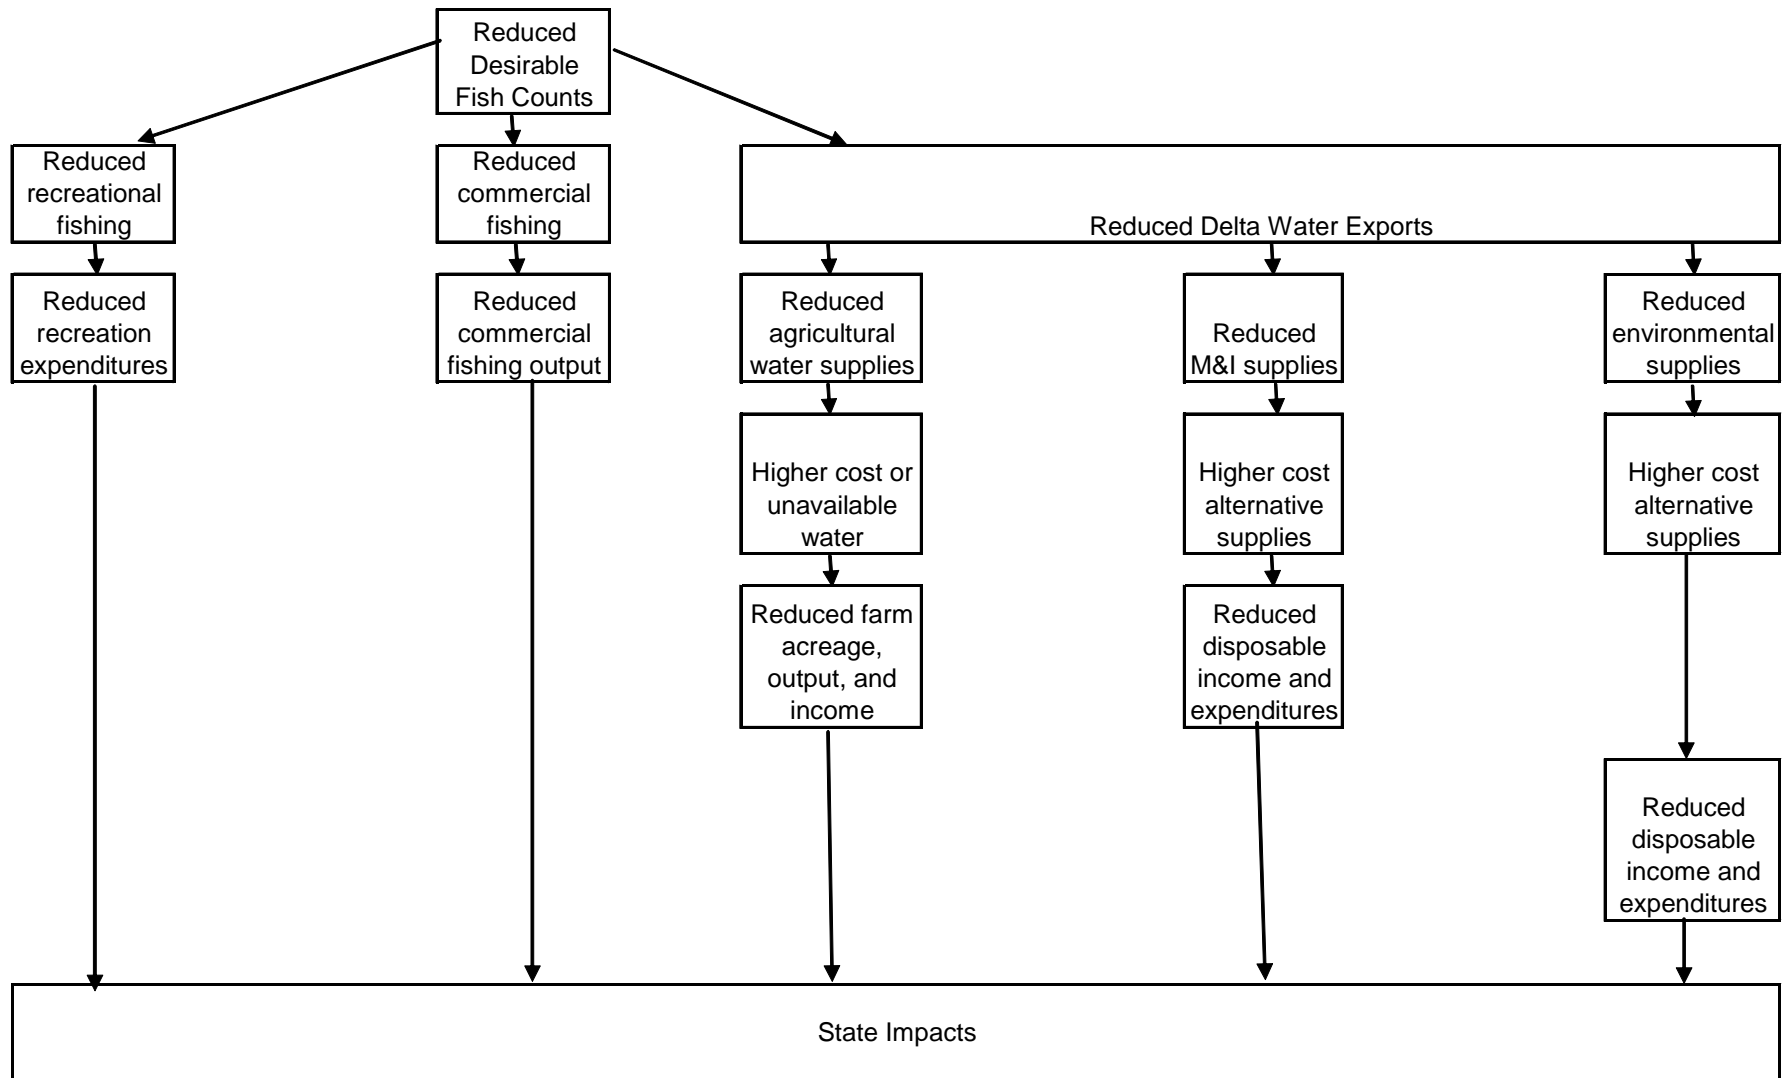 Reduced
Desirable
Fish Counts
Reduced
recreational
fishing
Reduced
commercial
fishing
Reduced Delta Water Exports
Reduced
recreation
expenditures
Reduced
commercial
fishing output
Reduced
agricultural
water supplies
Reduced
M&I supplies
Reduced
environmental
supplies
Higher cost or
unavailable
water
Higher cost
alternative
supplies
Higher cost
alternative
supplies
Reduced farm
acreage,
output, and
income
Reduced
disposable
income and
expenditures
Reduced
disposable
income and
expenditures
State Impacts